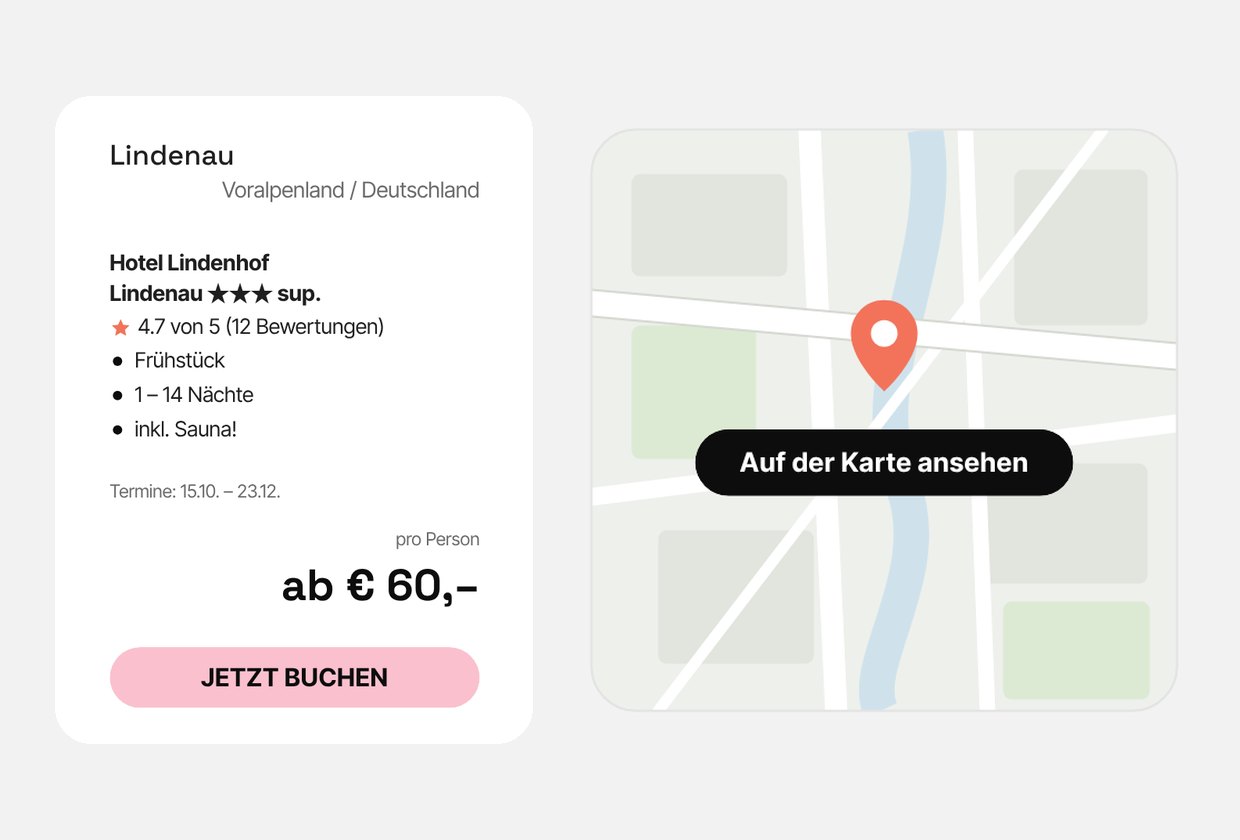 Lindenau
Voralpenland / Deutschland
Hotel Lindenhof
Lindenau ★★★ sup.
★ 4.7 von 5 (12 Bewertungen)
• Frühstück
• 1 – 14 Nächte
• inkl. Sauna!
Termine: 15.10. – 23.12.
pro Person
ab € 60,–
JETZT BUCHEN
Auf der Karte ansehen